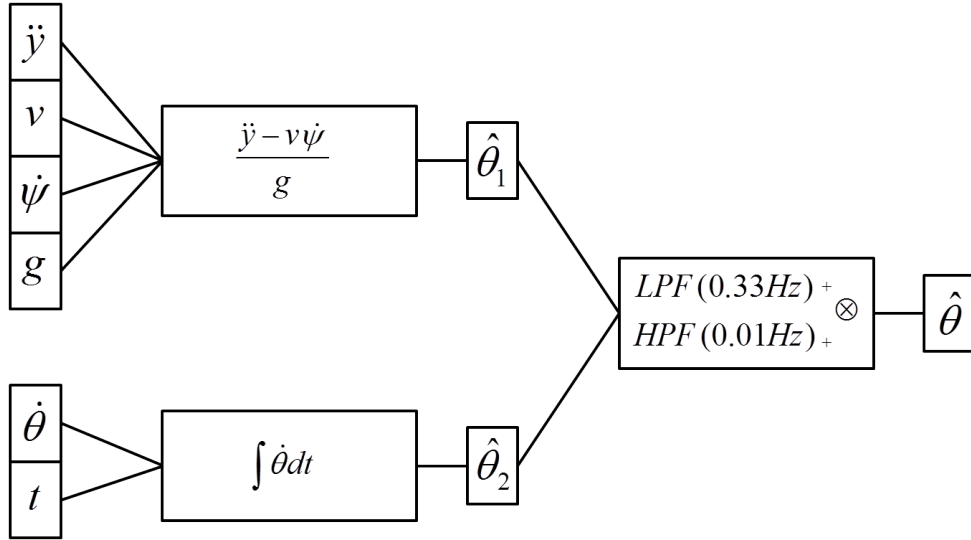 ÿ
v
ψ̇
g
ÿ − vψ̇
g
θ̂₁
LPF (0.33Hz) +
⊗
HPF (0.01Hz) +
θ̂
θ̇
t
∫ θ̇dt
θ̂₂